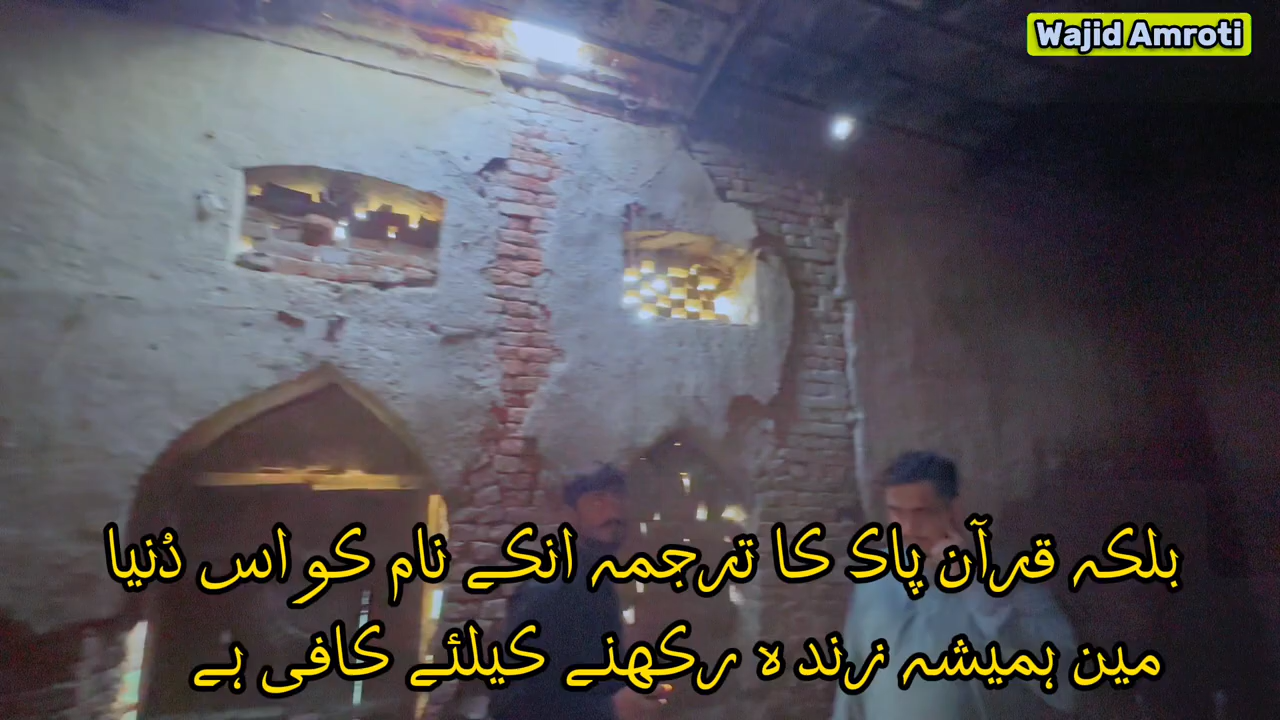 Wajid Amroti
بلکہ قرآن پاک کا ترجمہ انکے نام کو اس دُنیا
مین ہمیشہ زندہ رکھنے کیلئے کافی ہے